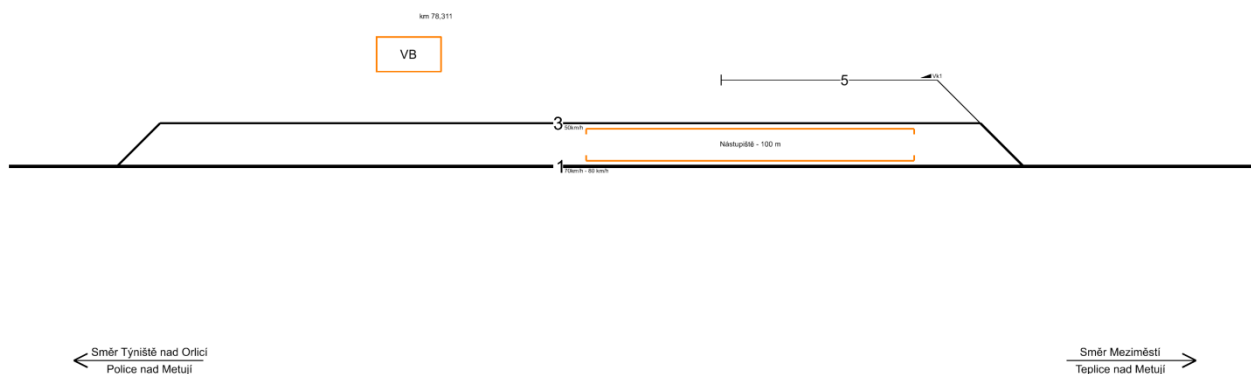 km 78,311
VB
5
Vk1
3
50km/h
Nástupiště - 100 m
1
70km/h - 80 km/h
Směr Týniště nad Orlicí
Police nad Metují
Směr Meziměstí
Teplice nad Metují